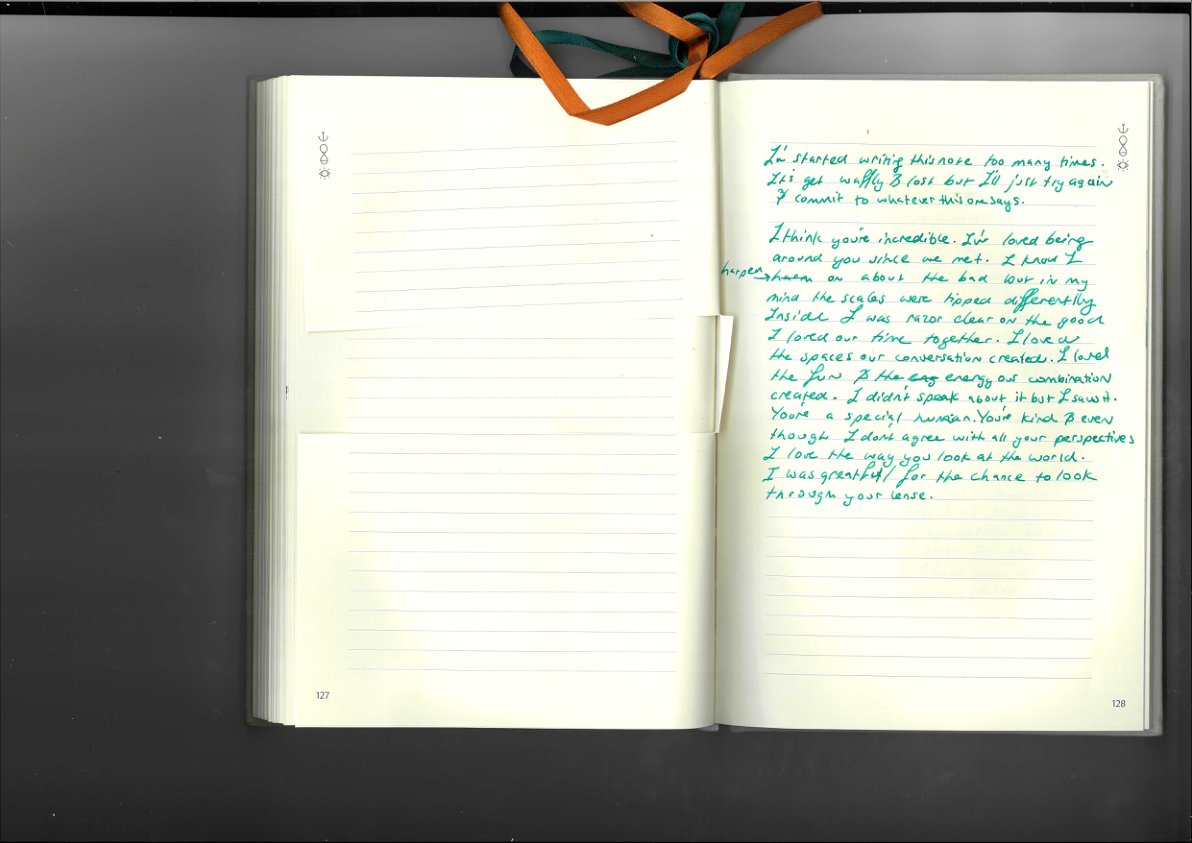 I've started writing this note too many times.
It's get waffly & lost but I'll just try again
& commit to whatever this one says.
I think you're incredible. I've loved being
around you since we met. I know I
harpen
on about the bad but in my
mind the scales were tipped differently
Inside I was razor clear on the good
I loved our time together. I loved
the spaces our conversation created. I loved
the fun & the eng energy our combination
created. I didn't speak about it but I saw it.
You're a special human. You're kind & even
though I don't agree with all your perspectives
I love the way you look at the world.
I was greatful for the chance to look
through your lense.
127
128